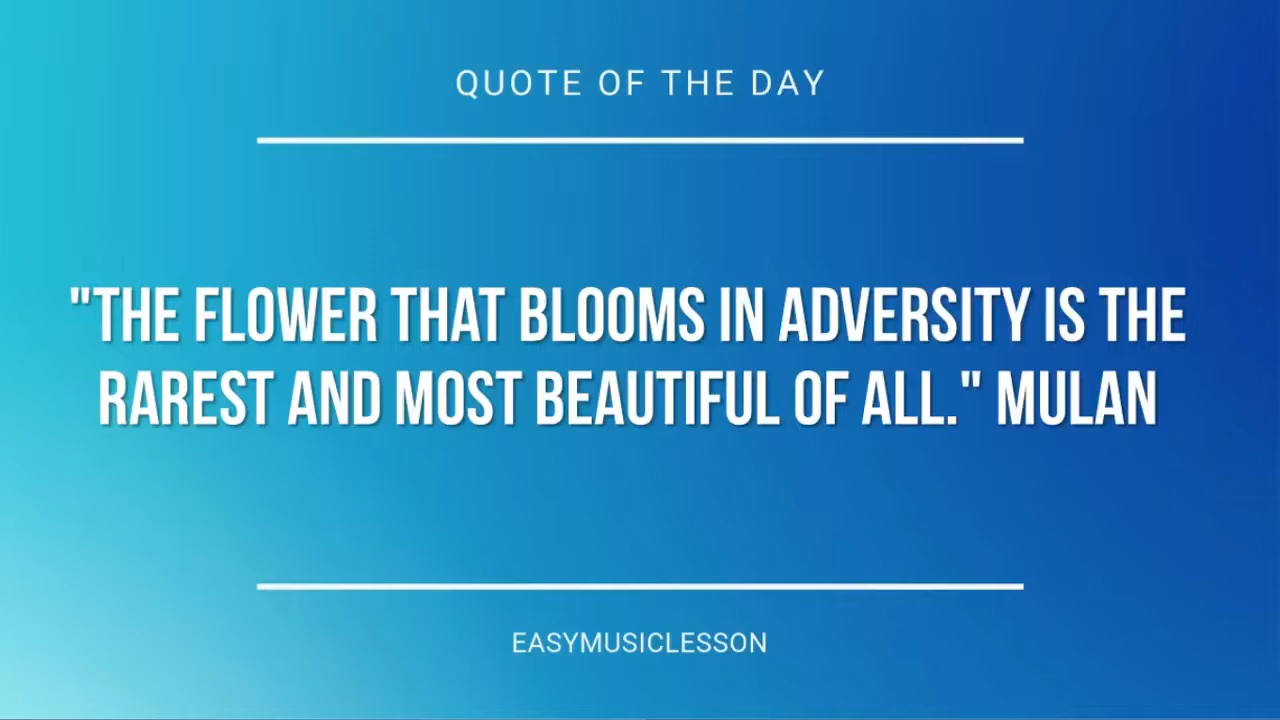 QUOTE OF THE DAY
"THE FLOWER THAT BLOOMS IN ADVERSITY IS THE
RAREST AND MOST BEAUTIFUL OF ALL." MULAN
EASYMUSICLESSON